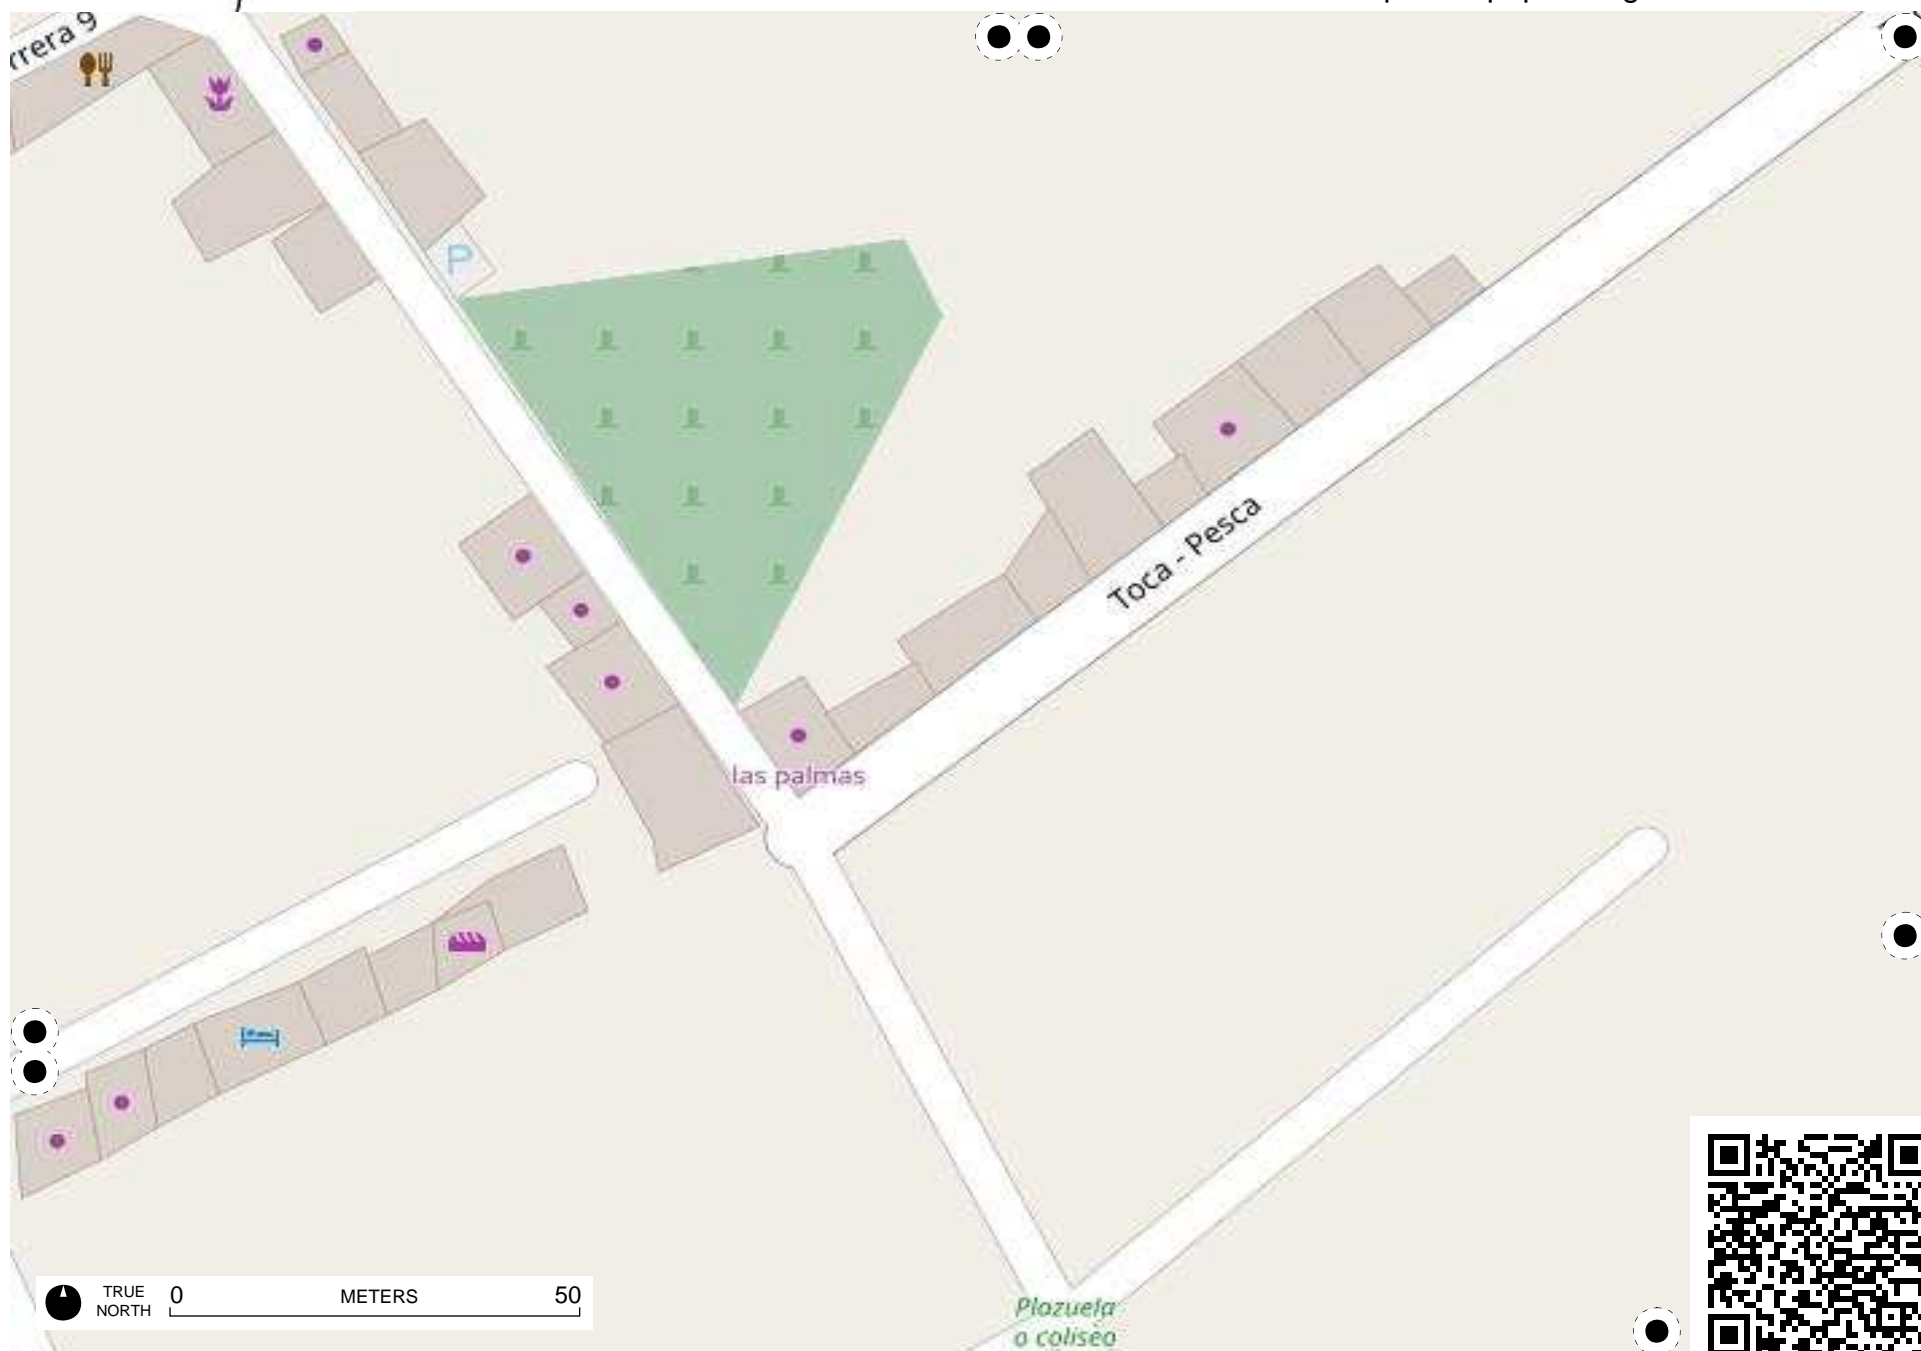 rrera 9
P
Toca - Pesca
las palmas
TRUE NORTH
0 METERS 50
Plazuela
o coliseo